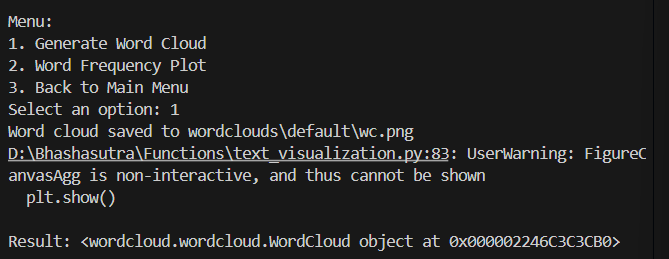 Menu:
1. Generate Word Cloud
2. Word Frequency Plot
3. Back to Main Menu
Select an option: 1
Word cloud saved to wordclouds\default\wc.png
D:\Bhashasutra\Functions\text_visualization.py:83: UserWarning: FigureC
anvasAgg is non-interactive, and thus cannot be shown
  plt.show()
Result: <wordcloud.wordcloud.WordCloud object at 0x000002246C3C3CB0>